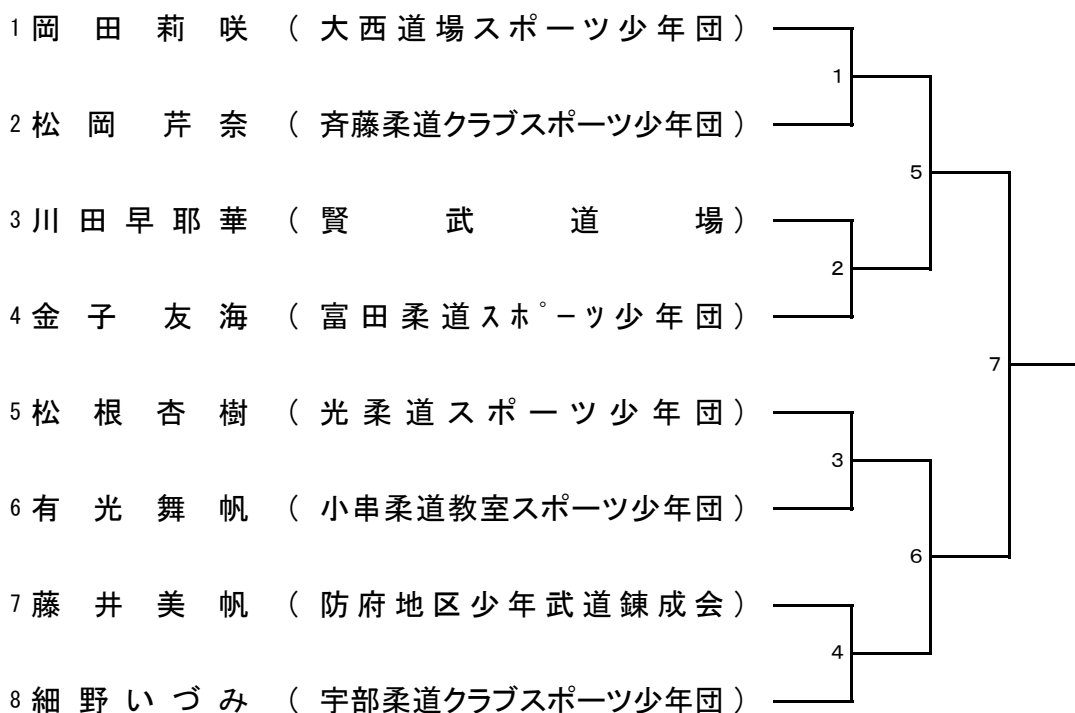 1 岡田莉咲 （大西道場スポーツ少年団）
1
2 松岡芹奈 （斉藤柔道クラブスポーツ少年団）
5
3 川田早耶華 （賢武道場）
2
4 金子友海 （富田柔道スﾎﾟーツ少年団）
7
5 松根杏樹 （光柔道スポーツ少年団）
3
6 有光舞帆 （小串柔道教室スポーツ少年団）
6
7 藤井美帆 （防府地区少年武道錬成会）
4
8 細野いづみ （宇部柔道クラブスポーツ少年団）